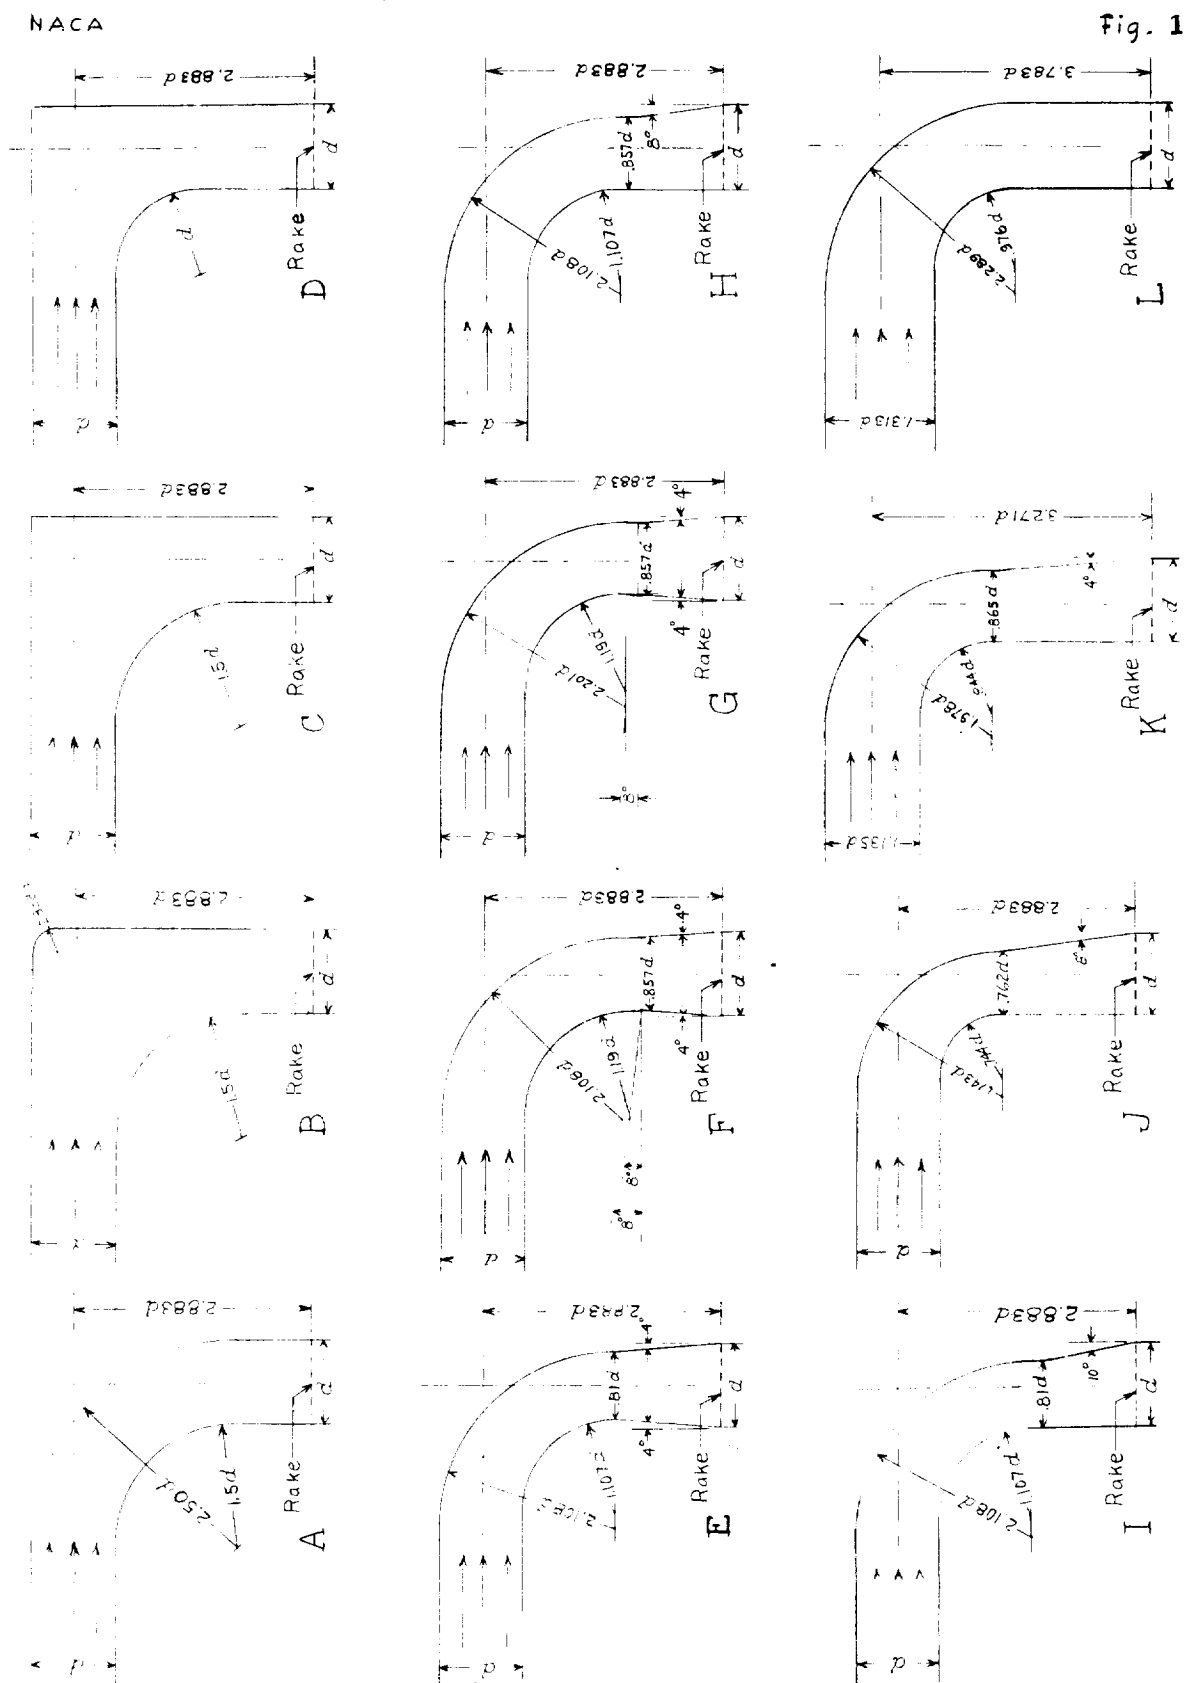 NACA
Fig. 1
2.883d
d
d
d
Rake
D
2.883d
d
.857d
8°
d
2.108d
1.107d
Rake
H
3.783d
1.313d
d
2.289d
.976d
Rake
L
2.883d
d
d
1.5d
Rake
C
2.883d
d
.857d
4°
4°
d
2.201d
1.19d
8°
Rake
G
3.271d
1.135d
.865d
4°
d
1.978d
.944d
Rake
K
2.883d
d
1.5d
Rake
B
2.883d
d
.857d
4°
4°
d
2.108d
1.19d
8°
8°
Rake
F
2.883d
d
.762d
6°
d
1.743d
.744d
Rake
J
2.883d
d
d
2.50d
1.5d
Rake
A
2.883d
d
.81d
4°
4°
d
2.108d
1.107d
Rake
E
2.883d
d
.81d
10°
d
2.108d
1.107d
Rake
I